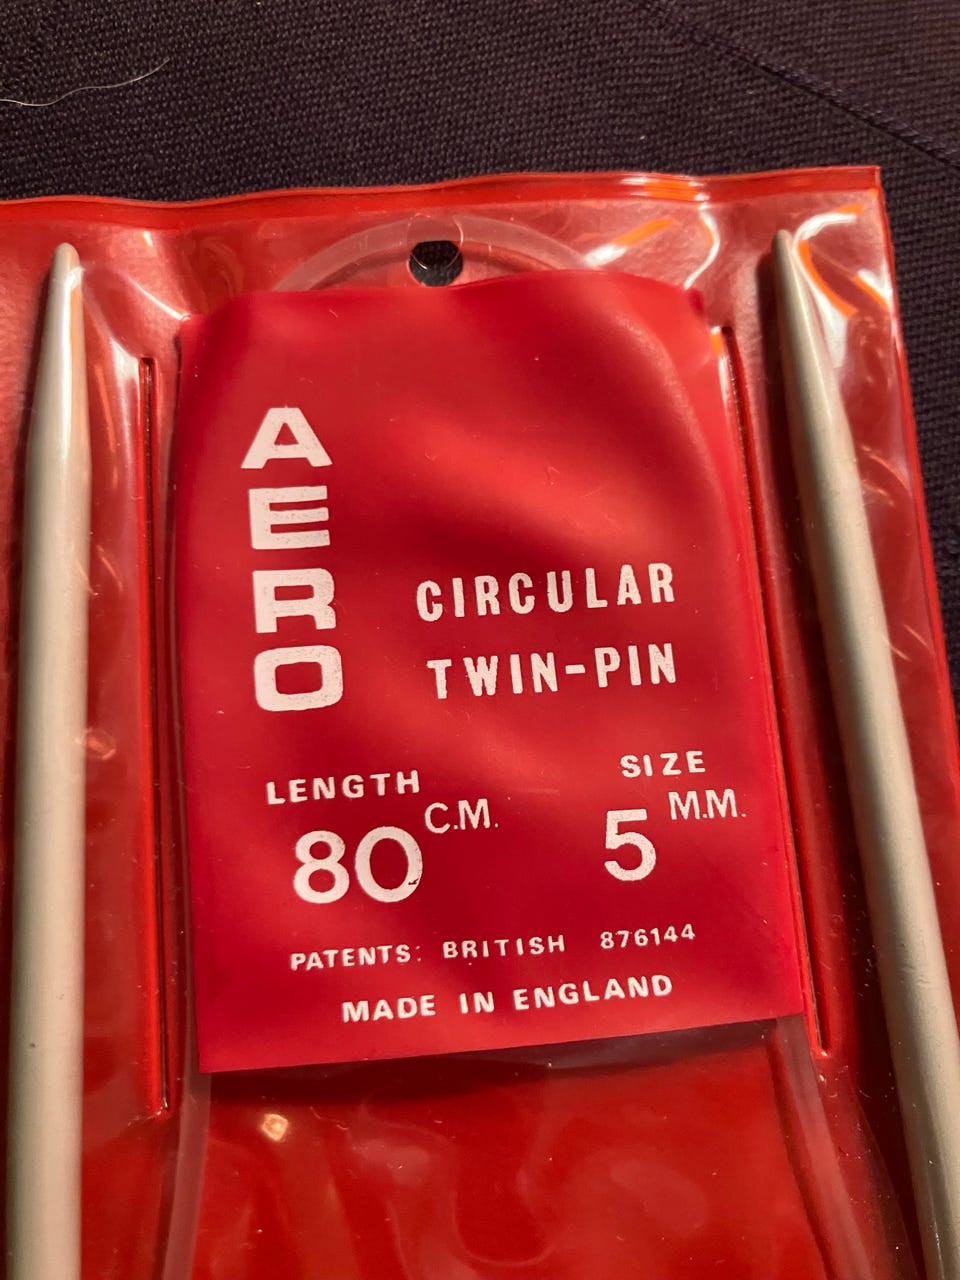 AERO
CIRCULAR
TWIN-PIN
LENGTH
80 C.M.
SIZE
5 M.M.
PATENTS: BRITISH 876144
MADE IN ENGLAND